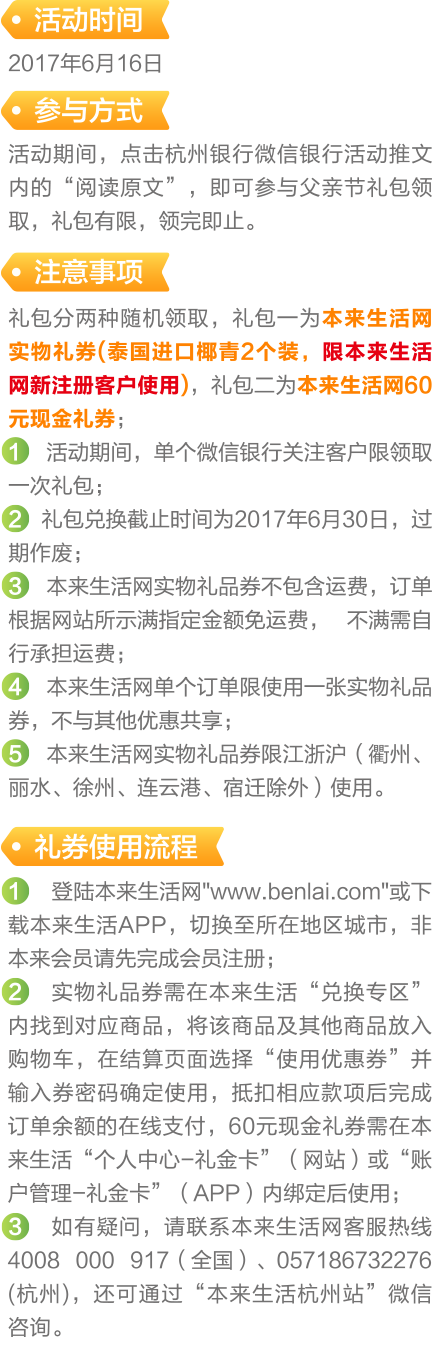 活动时间
2017年6月16日
参与方式
活动期间，点击杭州银行微信银行活动推文
内的“阅读原文”，即可参与父亲节礼包领
取，礼包有限，领完即止。
注意事项
礼包分两种随机领取，礼包一为本来生活网
实物礼券(泰国进口椰青2个装，限本来生活
网新注册客户使用)，礼包二为本来生活网60
元现金礼券；
1 活动期间，单个微信银行关注客户限领取
一次礼包；
2 礼包兑换截止时间为2017年6月30日，过
期作废；
3 本来生活网实物礼品券不包含运费，订单
根据网站所示满指定金额免运费， 不满需自
行承担运费；
4 本来生活网单个订单限使用一张实物礼品
券，不与其他优惠共享；
5 本来生活网实物礼品券限江浙沪（衢州、
丽水、徐州、连云港、宿迁除外）使用。
礼券使用流程
1 登陆本来生活网"www.benlai.com"或下
载本来生活APP，切换至所在地区城市，非
本来会员请先完成会员注册；
2 实物礼品券需在本来生活“兑换专区”
内找到对应商品，将该商品及其他商品放入
购物车，在结算页面选择“使用优惠券”并
输入券密码确定使用，抵扣相应款项后完成
订单余额的在线支付，60元现金礼券需在本
来生活“个人中心-礼金卡”（网站）或“账
户管理-礼金卡”（APP）内绑定后使用；
3 如有疑问，请联系本来生活网客服热线
4008 000 917（全国）、057186732276
(杭州)，还可通过“本来生活杭州站”微信
咨询。